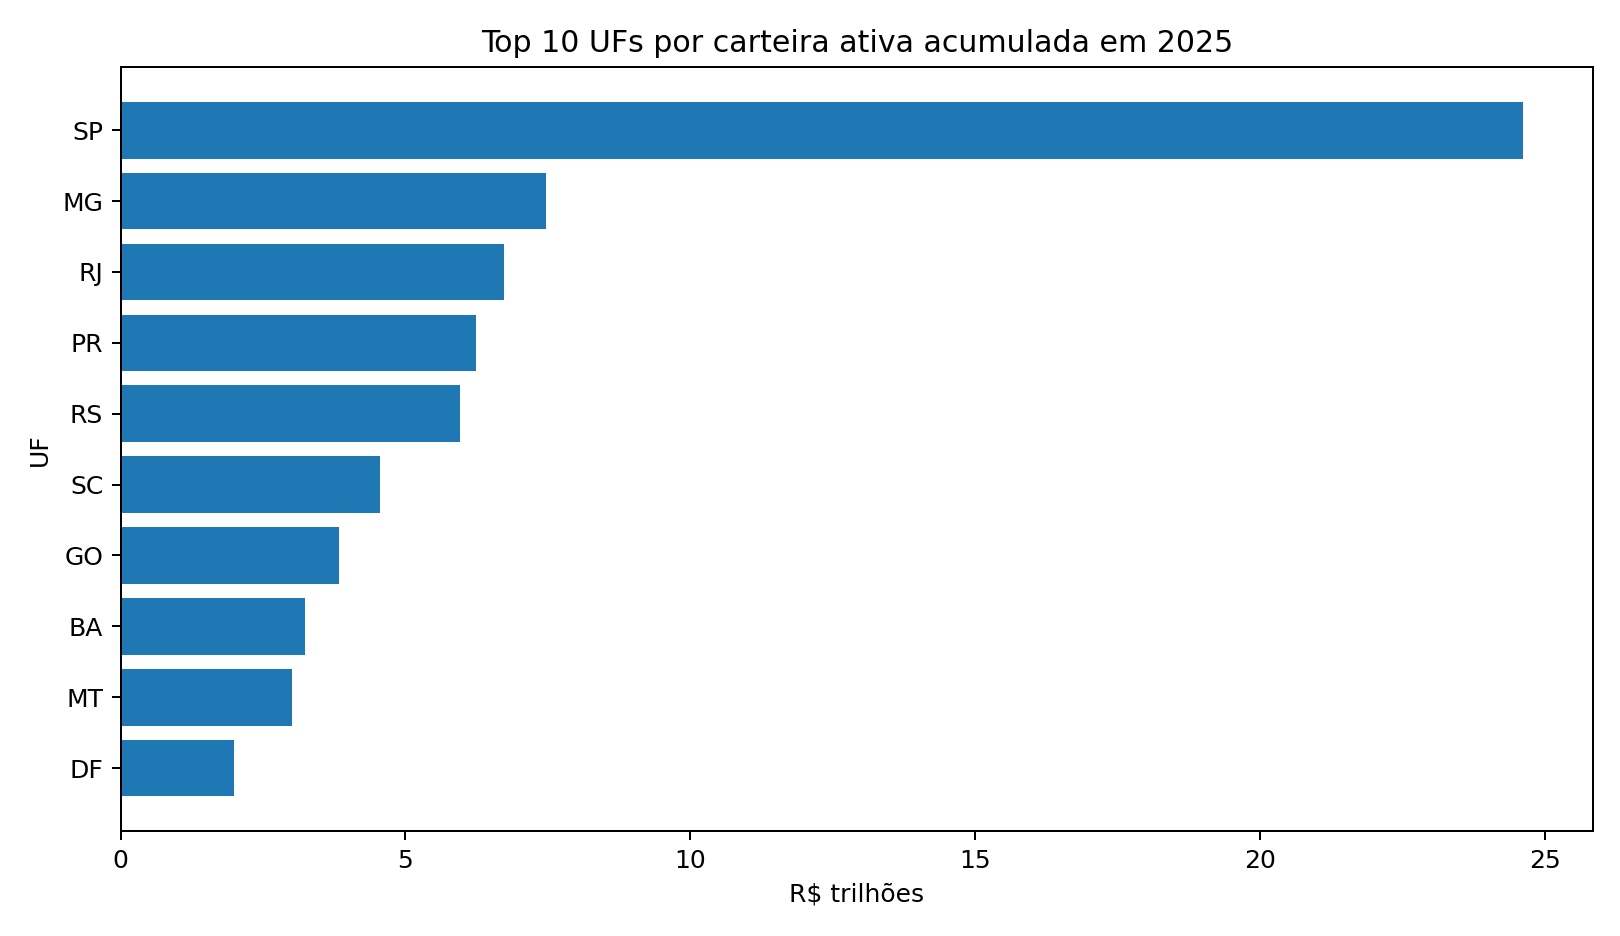 Top 10 UFs por carteira ativa acumulada em 2025
UF
SP
MG
RJ
PR
RS
SC
GO
BA
MT
DF
0 5 10 15 20 25
R$ trilhões